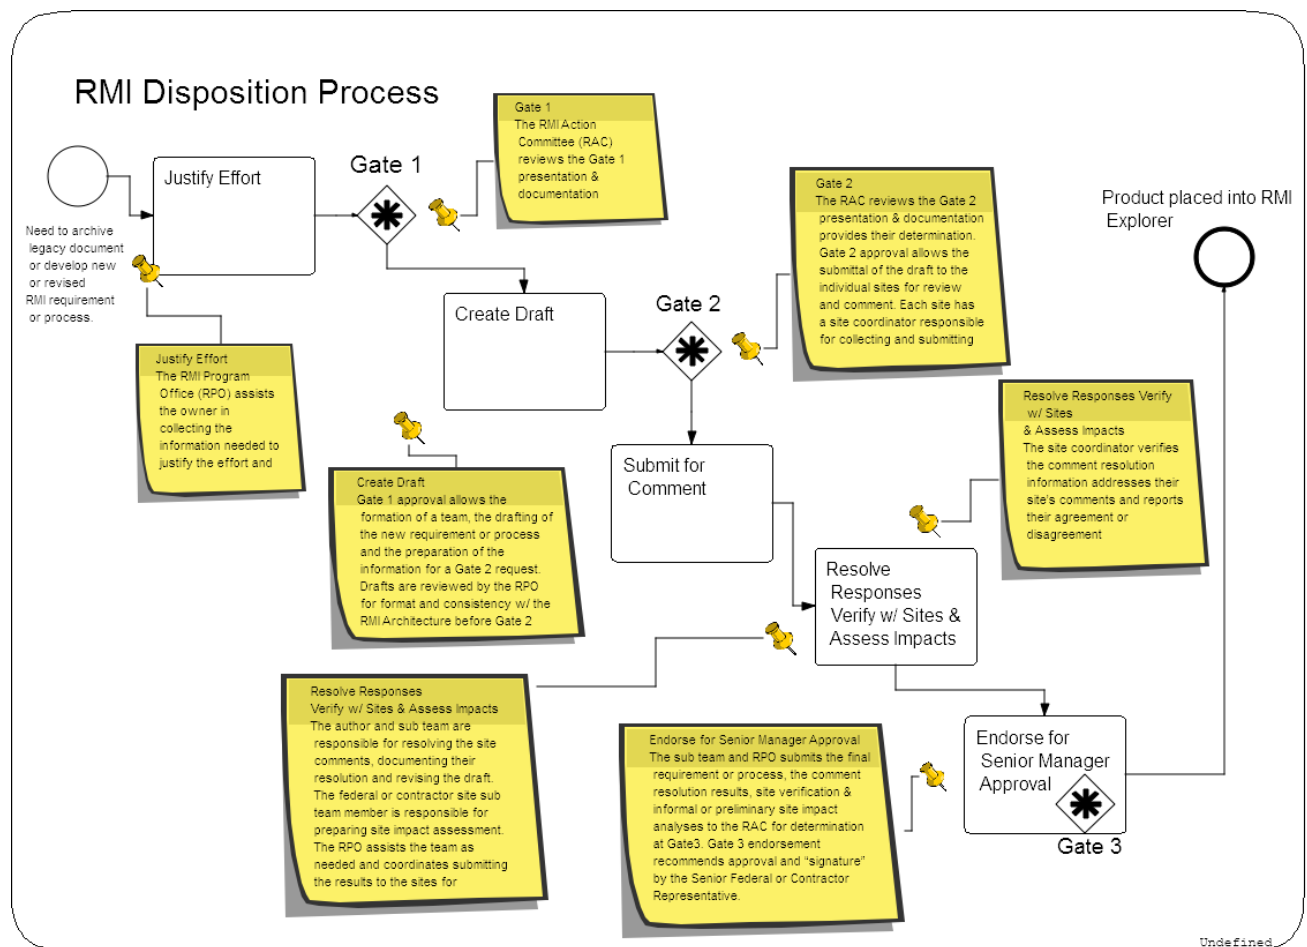 RMI Disposition Process
Need to archive
legacy document
or develop new
or revised
RMI requirement
or process.
Justify Effort
Gate 1
Gate 1
The RMI Action
Committee (RAC)
reviews the Gate 1
presentation &
documentation
Justify Effort
The RMI Program
Office (RPO) assists
the owner in
collecting the
information needed to
justify the effort and
Create Draft
Gate 2
Gate 2
The RAC reviews the Gate 2
presentation & documentation
provides their determination.
Gate 2 approval allows the
submittal of the draft to the
individual sites for review
and comment. Each site has
a site coordinator responsible
for collecting and submitting
Product placed into RMI
Explorer
Create Draft
Gate 1 approval allows the
formation of a team, the drafting of
the new requirement or process
and the preparation of the
information for a Gate 2 request.
Drafts are reviewed by the RPO
for format and consistency w/ the
RMI Architecture before Gate 2
Submit for
Comment
Resolve Responses Verify
w/ Sites
& Assess Impacts
The site coordinator verifies
the comment resolution
information addresses their
site's comments and reports
their agreement or
disagreement
Resolve
Responses
Verify w/ Sites &
Assess Impacts
Resolve Responses
Verify w/ Sites & Assess Impacts
The author and sub team are
responsible for resolving the site
comments, documenting their
resolution and revising the draft.
The federal or contractor site sub
team member is responsible for
preparing site impact assessment.
The RPO assists the team as
needed and coordinates submitting
the results to the sites for
Endorse for Senior Manager Approval
The sub team and RPO submits the final
requirement or process, the comment
resolution results, site verification &
informal or preliminary site impact
analyses to the RAC for determination
at Gate3. Gate 3 endorsement
recommends approval and “signature”
by the Senior Federal or Contractor
Representative.
Endorse for
Senior Manager
Approval
Gate 3
Undefined